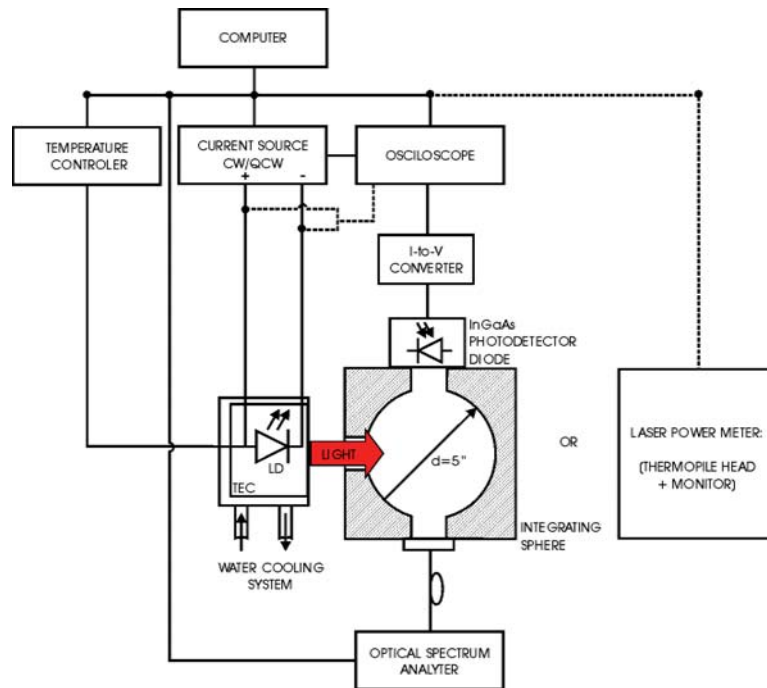 COMPUTER
TEMPERATURE
CONTROLER
CURRENT SOURCE
CW/QCW
+ -
OSCILOSCOPE
I-to-V
CONVERTER
InGaAs
PHOTODETECTOR
DIODE
LD
TEC
LIGHT
d=5"
OR
LASER POWER METER:
(THERMOPILE HEAD
+ MONITOR)
INTEGRATING
SPHERE
WATER COOLING
SYSTEM
OPTICAL SPECTRUM
ANALYTER